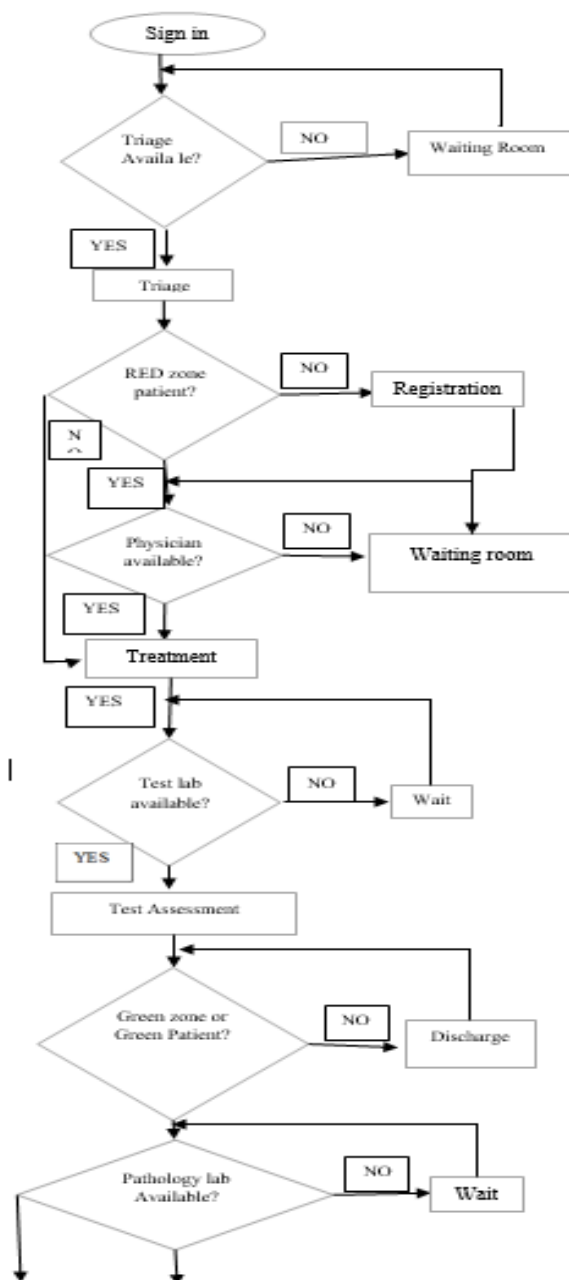 Sign in
Triage
Availa le?
NO
Waiting Room
YES
Triage
RED zone
patient?
NO
Registration
N
YES
Physician
available?
NO
Waiting room
YES
Treatment
YES
Test lab
available?
NO
Wait
YES
Test Assessment
Green zone or
Green Patient?
NO
Discharge
Pathology lab
Available?
NO
Wait